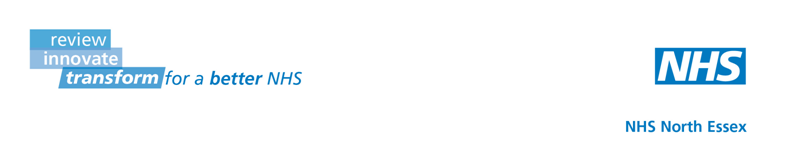 review
innovate
transform for a better NHS
NHS
NHS North Essex